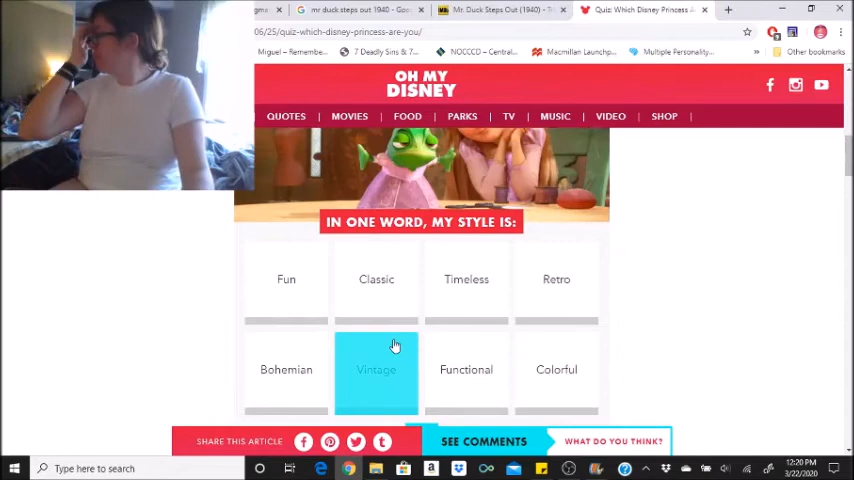 mr duck steps out 1940 - Goo
Mr. Duck Steps Out (1940) - T
Quiz: Which Disney Princess A
06/25/quiz-which-disney-princess-are-you/
Miguel – Greatmed...
7 Deadly Sins & 7...
NOCCCD – Central...
Macmillan Launchp...
Multiple Personality...
Other bookmarks
OH MY
DISNEY
QUOTES MOVIES FOOD PARKS TV MUSIC VIDEO SHOP
IN ONE WORD, MY STYLE IS:
Fun Classic Timeless Retro
Bohemian Vintage Functional Colorful
SHARE THIS ARTICLE SEE COMMENTS WHAT DO YOU THINK?
Type here to search
12:20 PM
3/22/2020